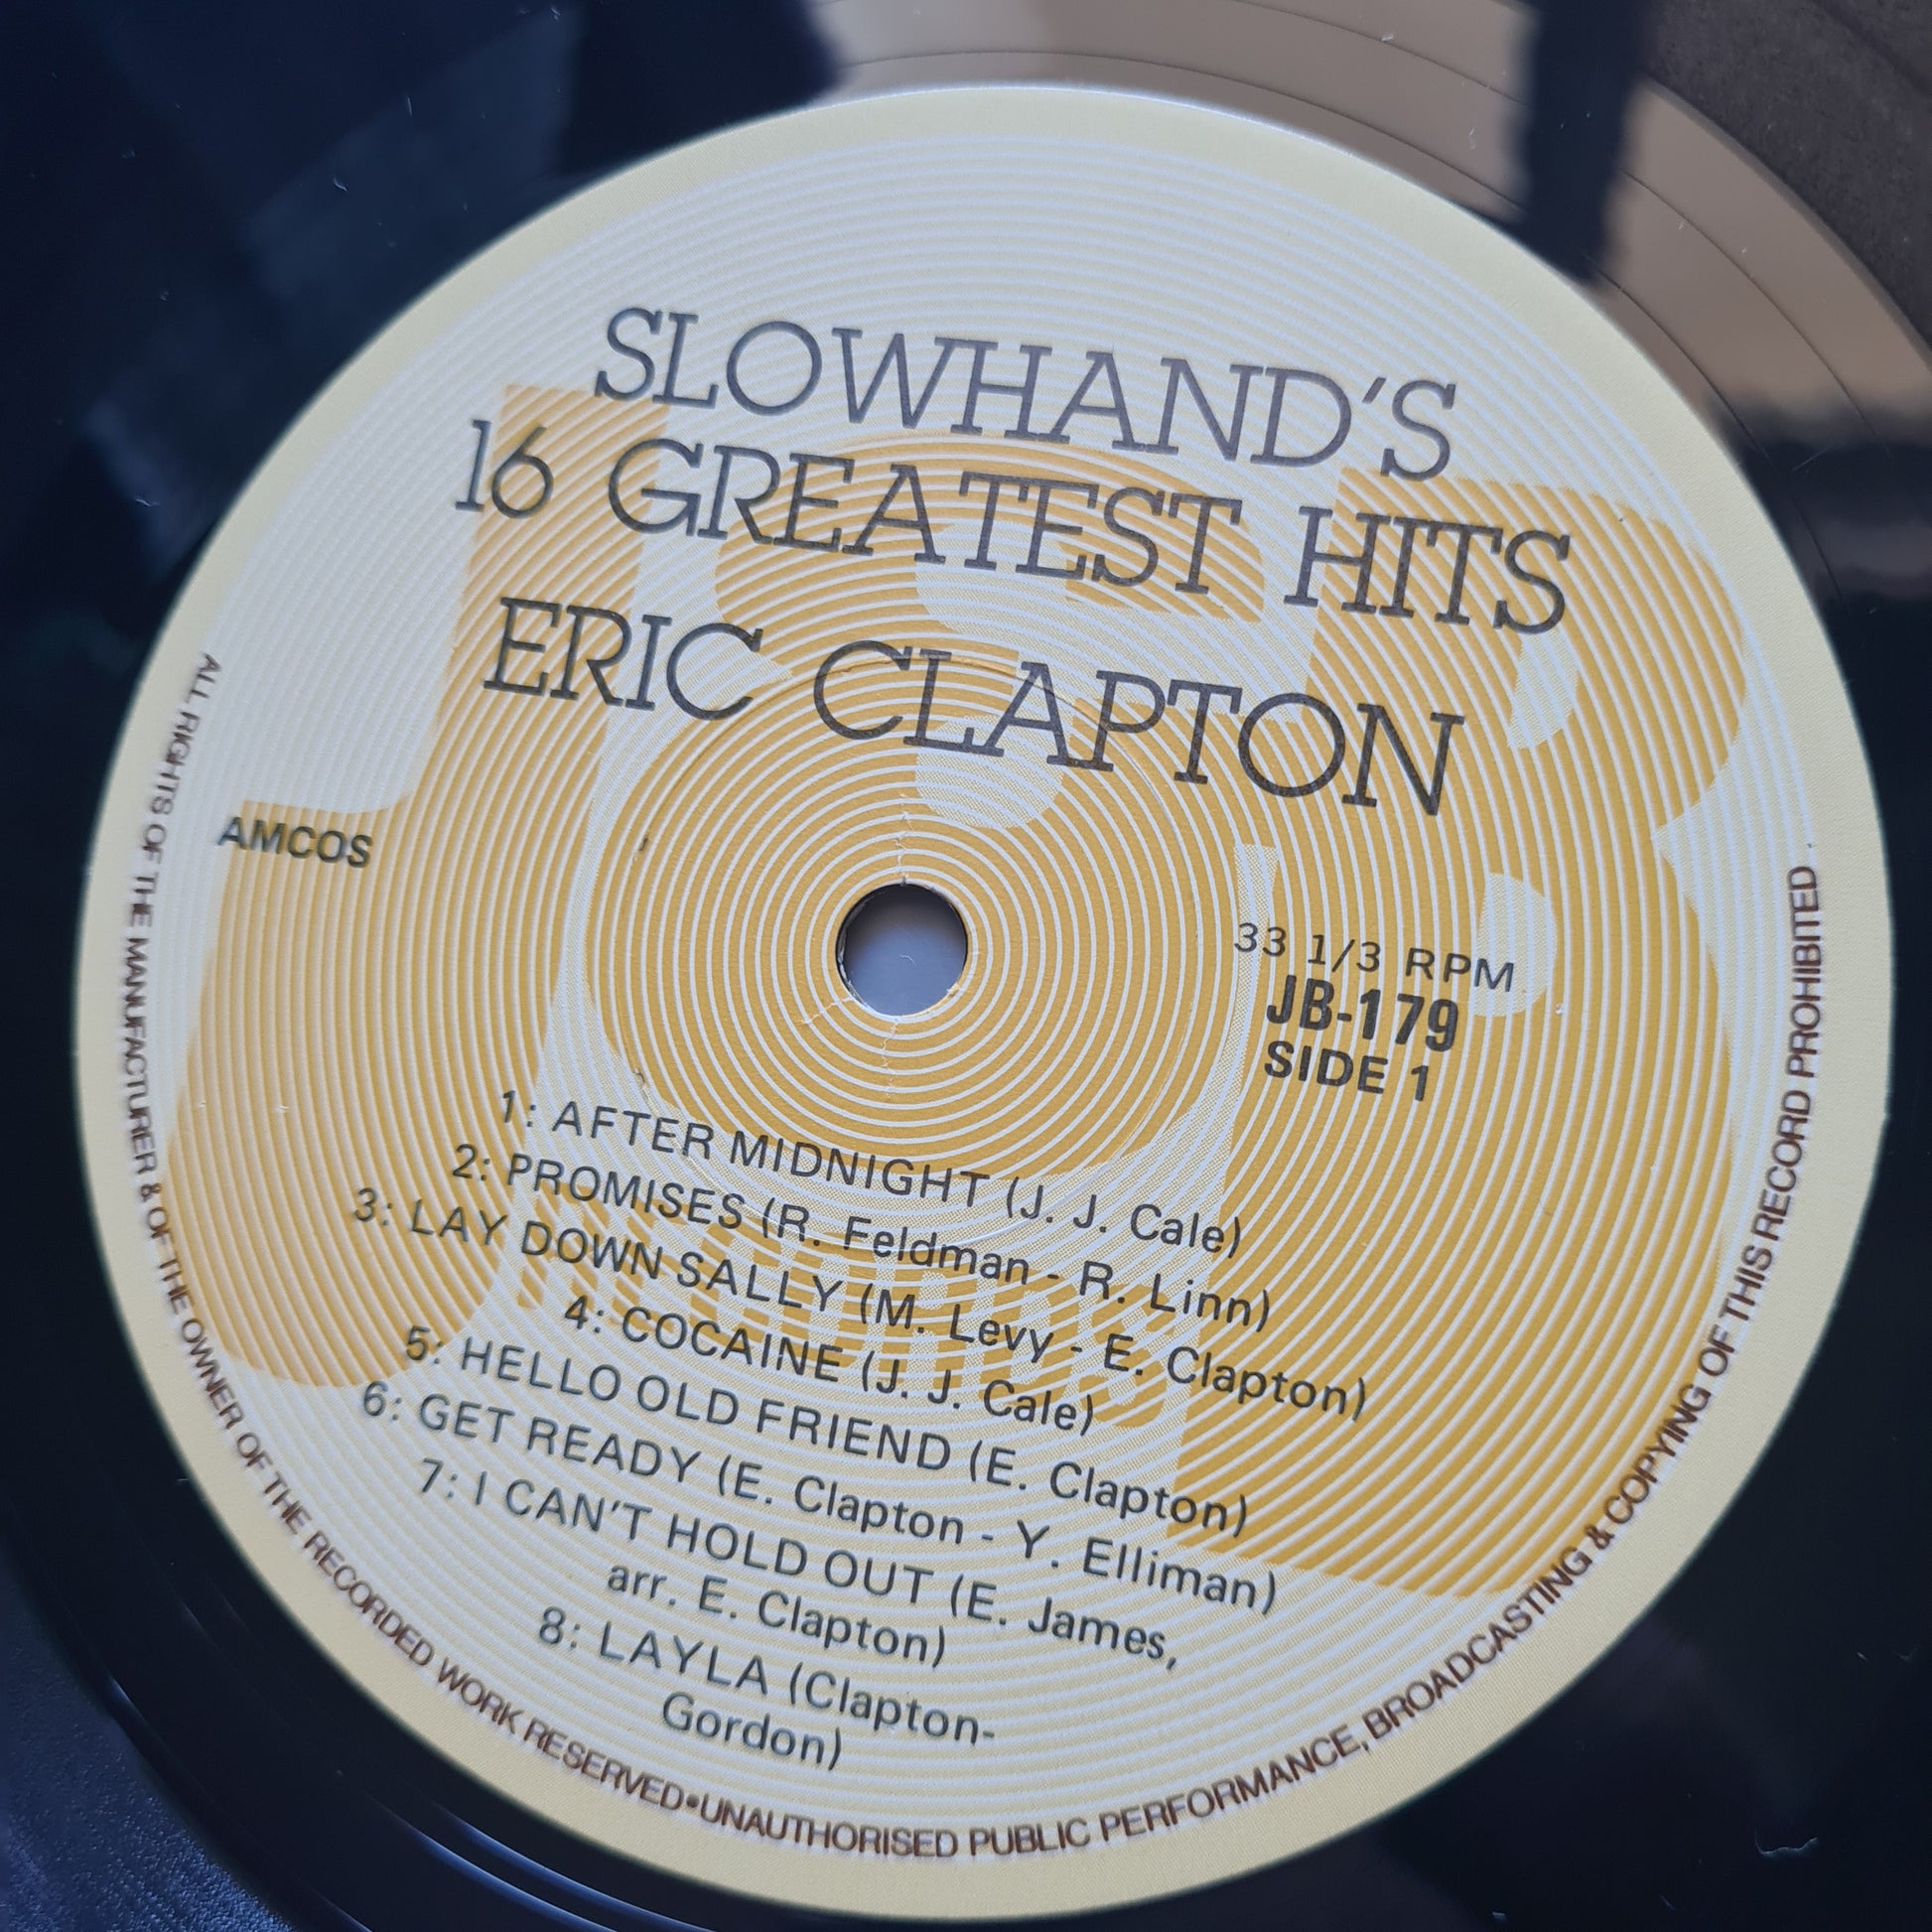 SLOWHAND'S
16 GREATEST HITS
ERIC CLAPTON
AMCOS
33 1/3 RPM
JB-179
SIDE 1
1: AFTER MIDNIGHT (J. J. Cale)
2: PROMISES (R. Feldman - R. Linn)
3: LAY DOWN SALLY (M. Levy - E. Clapton)
4: COCAINE (J. J. Cale)
5: HELLO OLD FRIEND (E. Clapton)
6: GET READY (E. Clapton - Y. Elliman)
7: I CAN'T HOLD OUT (E. James,
arr. E. Clapton)
8: LAYLA (Clapton-
Gordon)
ALL RIGHTS OF THE MANUFACTURER & OF THE OWNER OF THE RECORDED WORK RESERVED•UNAUTHORISED PUBLIC PERFORMANCE, BROADCASTING & COPYING OF THIS RECORD PROHIBITED